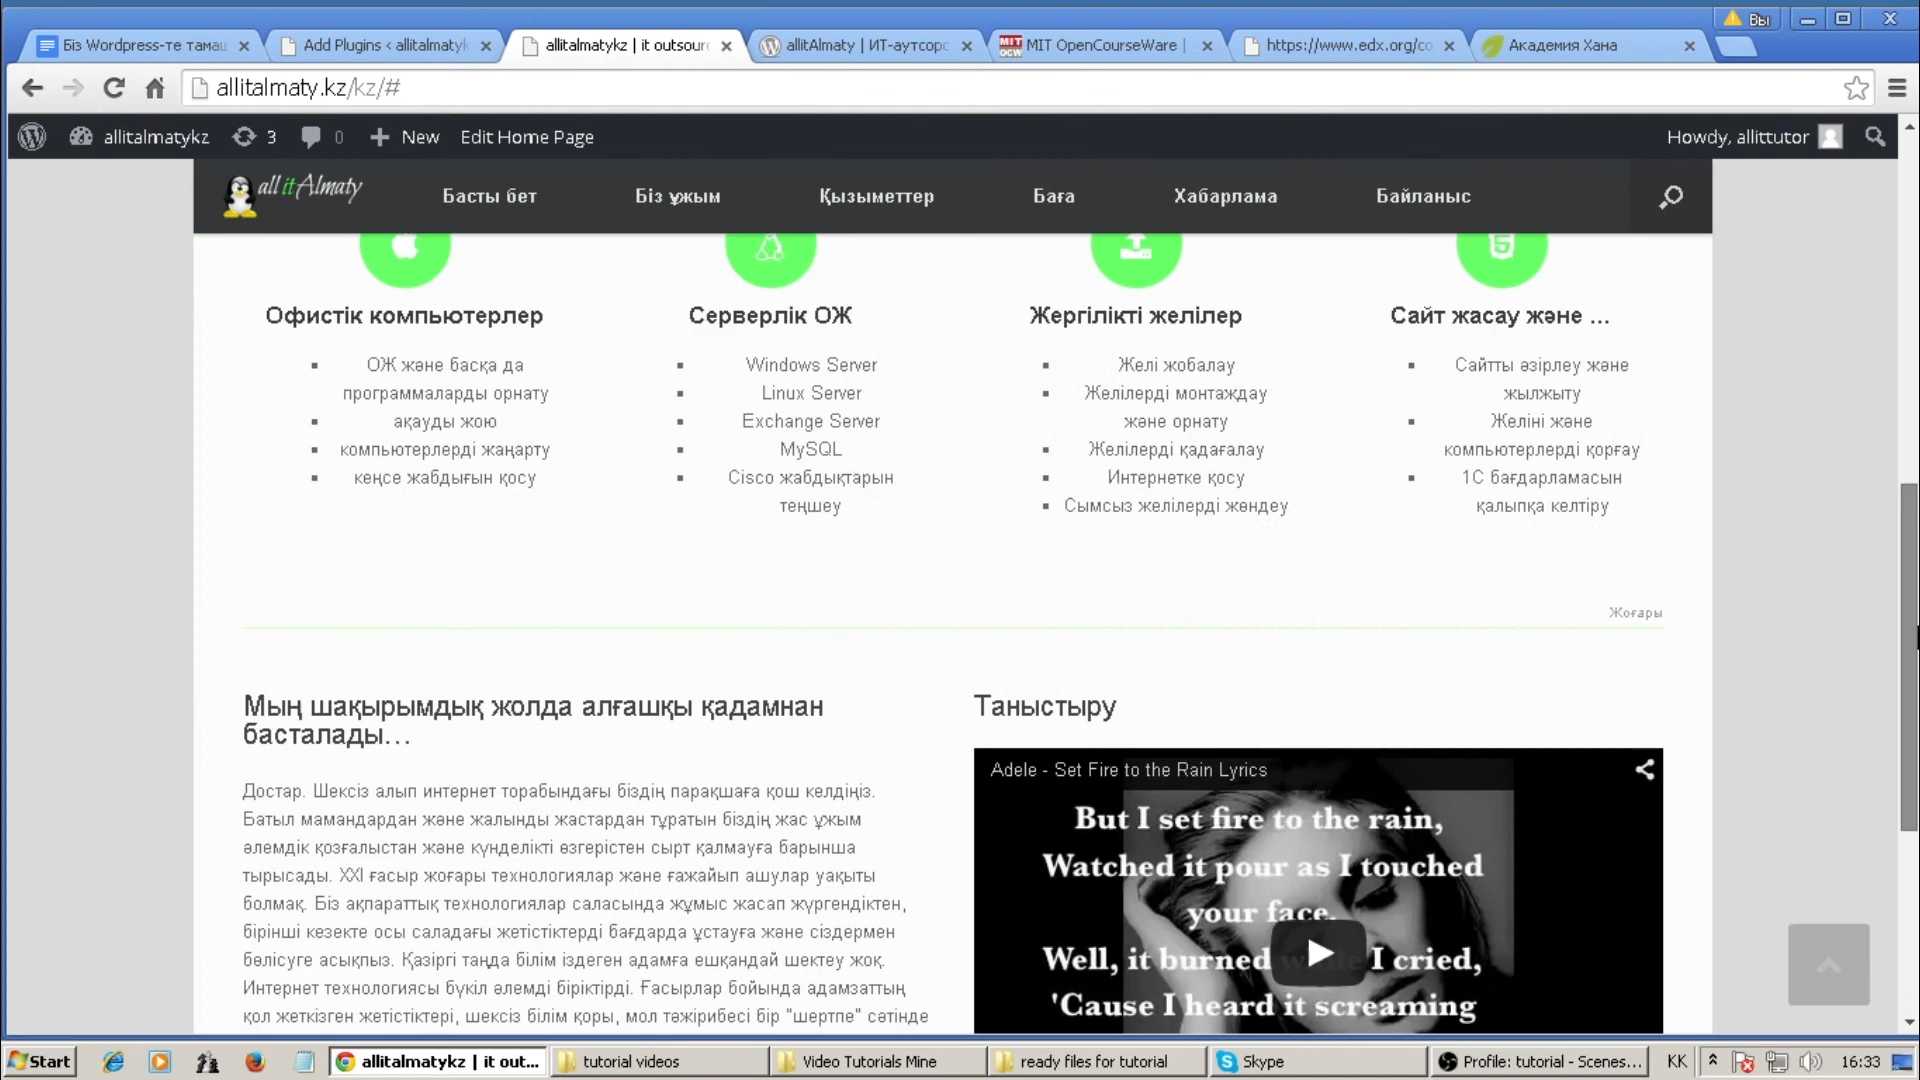 Вы
Біз Wordpress-те тамаш
Add Plugins ‹ allitalmatyk
allitalmatykz | it outsour
allitAlmaty | ИТ-аутсорс
MIT OpenCourseWare |
https://www.edx.org/co
Академия Хана
allitalmaty.kz/kz/#
allitalmatykz
3
0
New
Edit Home Page
Howdy, allittutor
all it Almaty
Басты бет
Біз ұжым
Қызыметтер
Баға
Хабарлама
Байланыс
Офистік компьютерлер
ОЖ және басқа да
программаларды орнату
ақауды жою
компьютерлерді жаңарту
кеңсе жабдығын қосу
Серверлік ОЖ
Windows Server
Linux Server
Exchange Server
MySQL
Cisco жабдықтарын
теңшеу
Жергілікті желілер
Желі жобалау
Желілерді монтаждау
және орнату
Желілерді қадағалау
Интернетке қосу
Сымсыз желілерді жөндеу
Сайт жасау және ...
Сайтты әзірлеу және
жылжыту
Желіні және
компьютерлерді қорғау
1С бағдарламасын
қалыпқа келтіру
Жоғары
Мың шақырымдық жолда алғашқы қадамнан
басталады...
Достар. Шексіз алып интернет торабындағы біздің парақшаға қош келдіңіз.
Батыл мамандардан және жалынды жастардан тұратын біздің жас ұжым
әлемдік қозғалыстан және күнделікті өзгерістен сырт қалмауға барынша
тырысады. XXI ғасыр жоғары технологиялар және ғажайып ашулар уақыты
болмақ. Біз ақпараттық технологиялар саласында жұмыс жасап жүргендіктен,
бірінші кезекте осы саладағы жетістіктерді бағдарда ұстауға және сіздермен
бөлісуге асықпыз. Қазіргі таңда білім іздеген адамға ешқандай шектеу жоқ.
Интернет технологиясы бүкіл әлемді біріктірді. Ғасырлар бойында адамзаттың
қол жеткізген жетістіктері, шексіз білім қоры, мол тәжірибесі бір "шертпе" сәтінде
Таныстыру
Adele - Set Fire to the Rain Lyrics
But I set fire to the rain,
Watched it pour as I touched
your face.
Well, it burned while I cried,
'Cause I heard it screaming
Start
allitalmatykz | it out...
tutorial videos
Video Tutorials Mine
ready files for tutorial
Skype
Profile: tutorial - Scenes...
KK
16:33